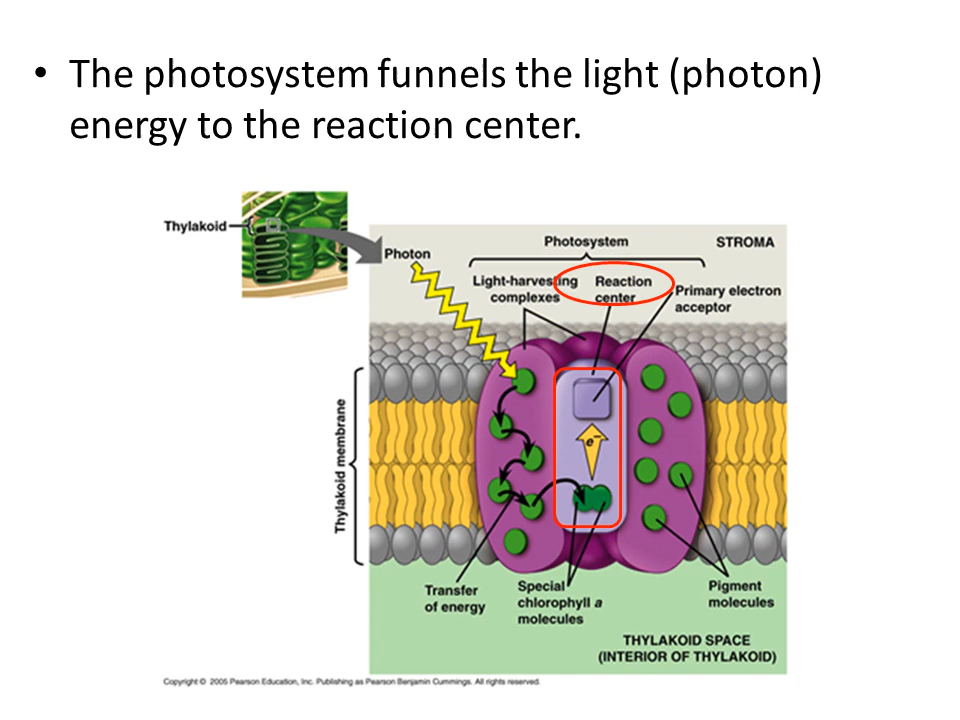 • The photosystem funnels the light (photon)
energy to the reaction center.
Thylakoid
Photon
Photosystem
STROMA
Light-harvesting
complexes
Reaction
center
Primary electron
acceptor
Thylakoid membrane
e–
Transfer
of energy
Special
chlorophyll a
molecules
Pigment
molecules
THYLAKOID SPACE
(INTERIOR OF THYLAKOID)
Copyright © 2005 Pearson Education, Inc. Publishing as Pearson Benjamin Cummings. All rights reserved.